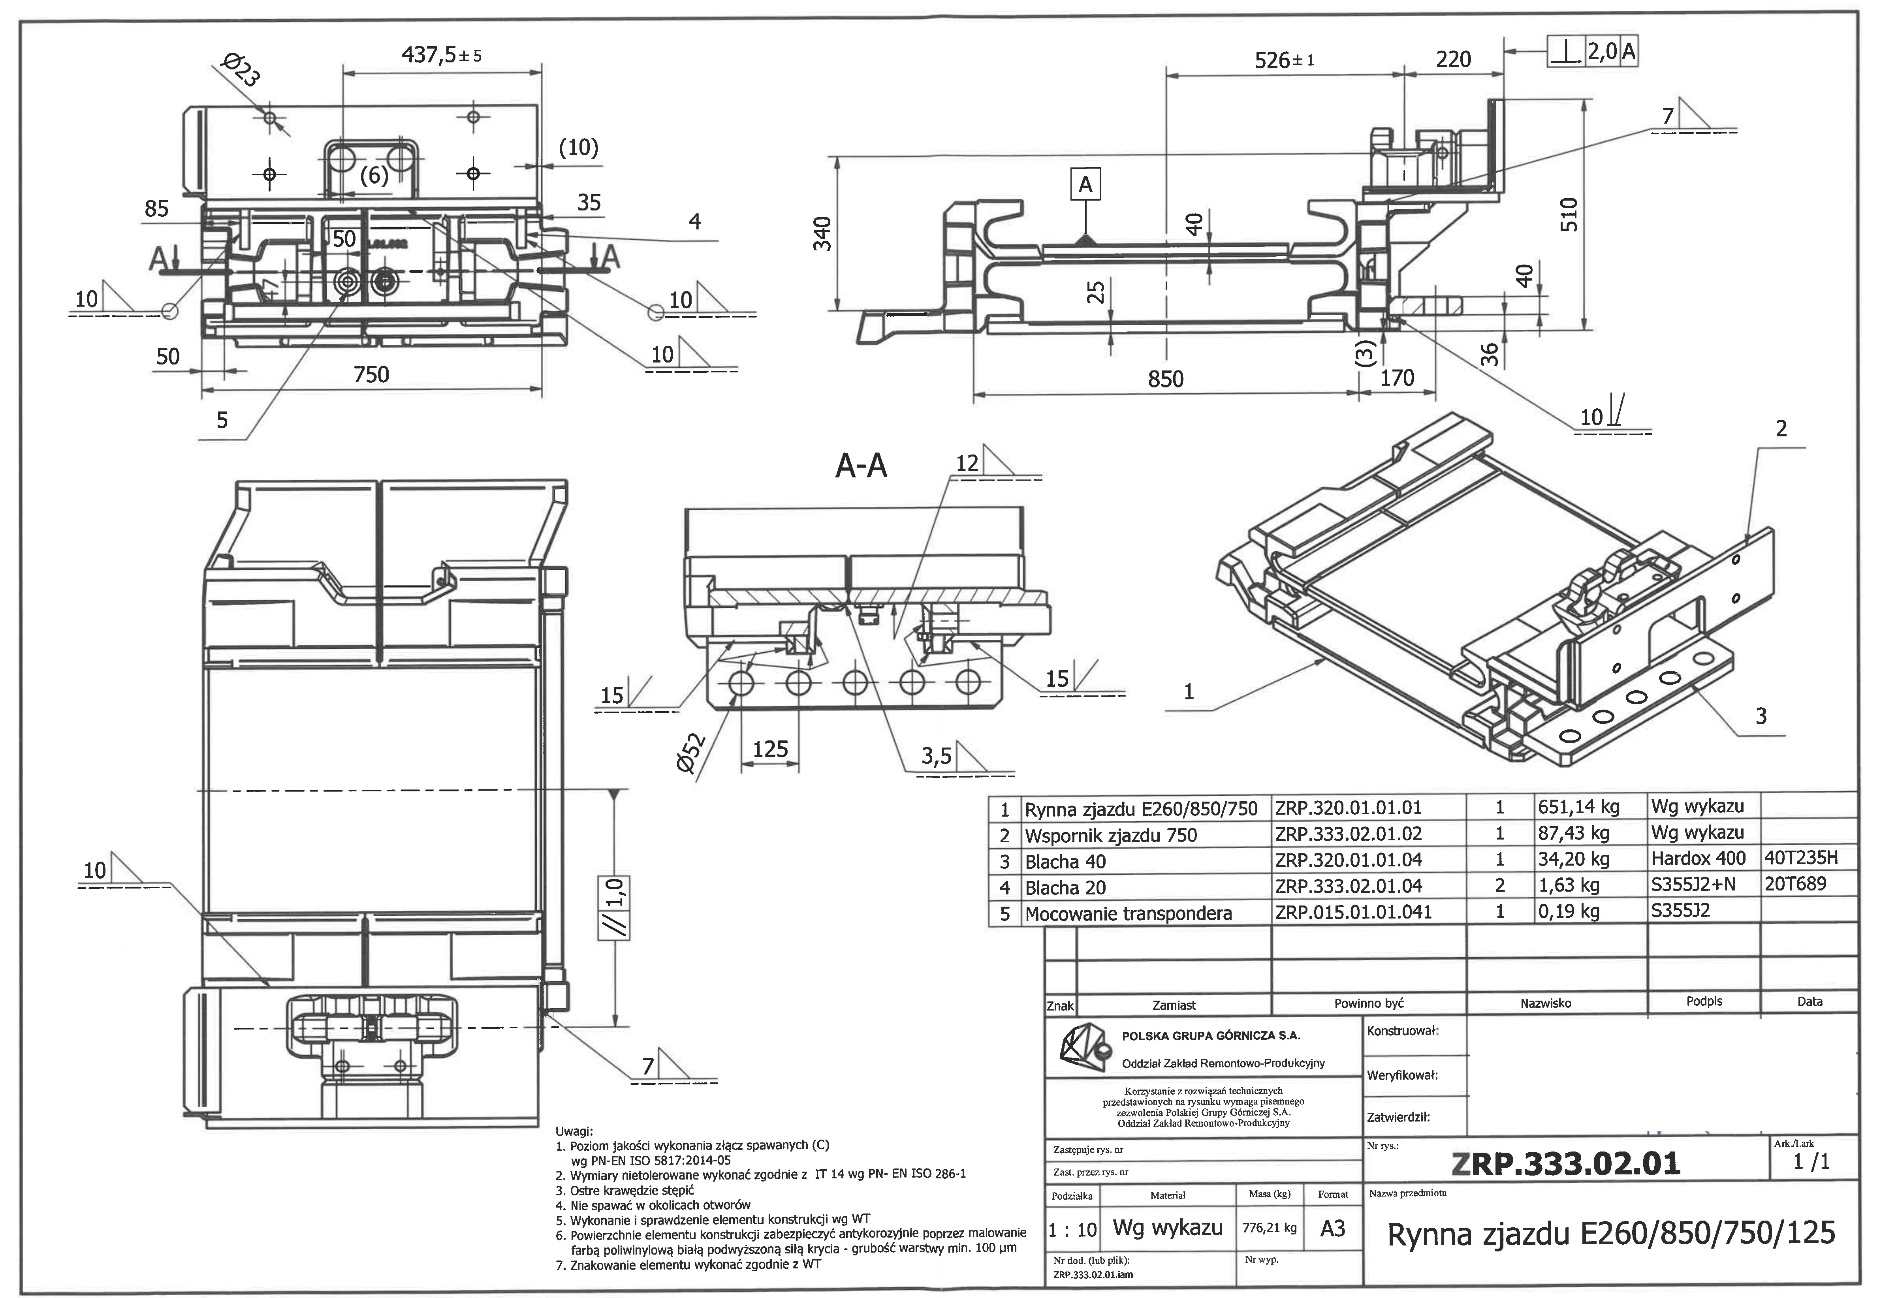 Ø23
437,5±5
(10)
(6)
85
35
4
50
1.01.002
A
A
47
10
10
10
50
750
5
526±1
220
⊥ 2,0 A
7
A
340
40
510
25
40
36
(3)
850
170
10
2
A-A
12
15
15
Ø52
125
3,5
1
3
10
// 1,0
7
1 Rynna zjazdu E260/850/750 ZRP.320.01.01.01 1 651,14 kg Wg wykazu
2 Wspornik zjazdu 750 ZRP.333.02.01.02 1 87,43 kg Wg wykazu
3 Blacha 40 ZRP.320.01.01.04 1 34,20 kg Hardox 400 40T235H
4 Blacha 20 ZRP.333.02.01.04 2 1,63 kg S355J2+N 20T689
5 Mocowanie transpondera ZRP.015.01.01.041 1 0,19 kg S355J2
Znak Zamiast Powinno być Nazwisko Podpis Data
POLSKA GRUPA GÓRNICZA S.A.
Oddział Zakład Remontowo-Produkcyjny
Korzystanie z rozwiązań technicznych
przedstawionych na rysunku wymaga pisemnego
zezwolenia Polskiej Grupy Górniczej S.A.
Oddział Zakład Remontowo-Produkcyjny
Konstruował:
Weryfikował:
Zatwierdził:
Zastępuje rys. nr
Zast. przez rys. nr
Nr rys.:
ZRP.333.02.01
Ark./l.ark
1 /1
Podziałka Materiał Masa (kg) Format
1 : 10 Wg wykazu 776,21 kg A3
Nazwa przedmiotu
Rynna zjazdu E260/850/750/125
Nr dod. (lub plik):
ZRP.333.02.01.iam
Nr wyp.
Uwagi:
1. Poziom jakości wykonania złącz spawanych (C)
wg PN-EN ISO 5817:2014-05
2. Wymiary nietolerowane wykonać zgodnie z IT 14 wg PN- EN ISO 286-1
3. Ostre krawędzie stępić
4. Nie spawać w okolicach otworów
5. Wykonanie i sprawdzenie elementu konstrukcji wg WT
6. Powierzchnie elementu konstrukcji zabezpieczyć antykorozyjnie poprzez malowanie
farbą poliwinylową białą podwyższoną siłą krycia - grubość warstwy min. 100 µm
7. Znakowanie elementu wykonać zgodnie z WT